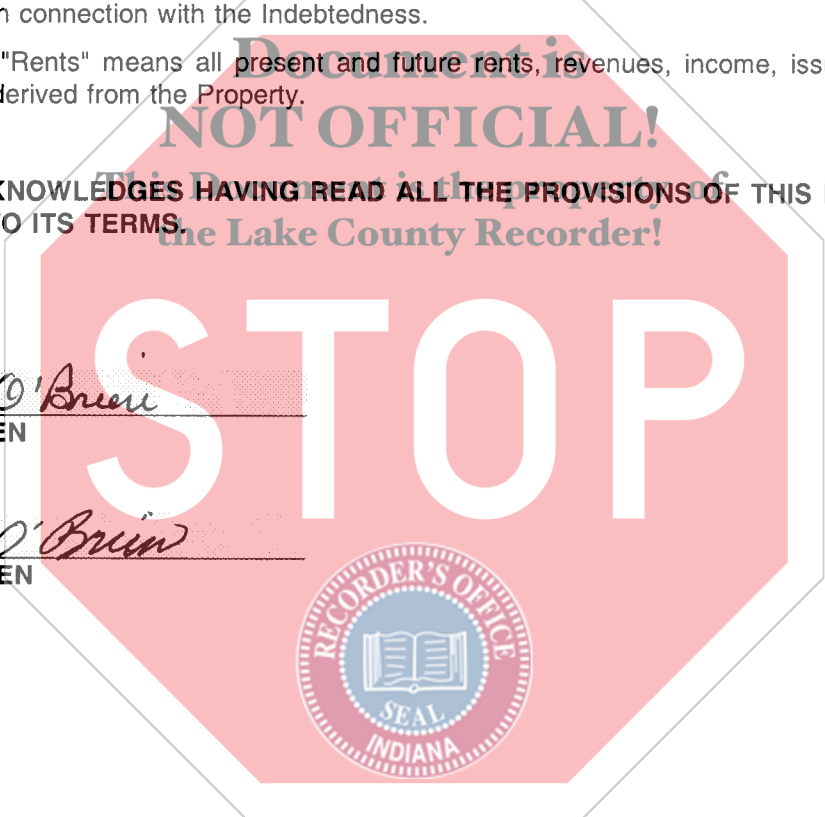 n connection with the Indebtedness.
Document is
"Rents" means all present and future rents, revenues, income, iss
derived from the Property.
NOT OFFICIAL!
This Document is the property of
KNOWLEDGES HAVING READ ALL THE PROVISIONS OF THIS
O ITS TERMS.
the Lake County Recorder!
STOP
O'Brien
EN
O'Brien
EN
RECORDER'S OFFICE
SEAL
INDIANA